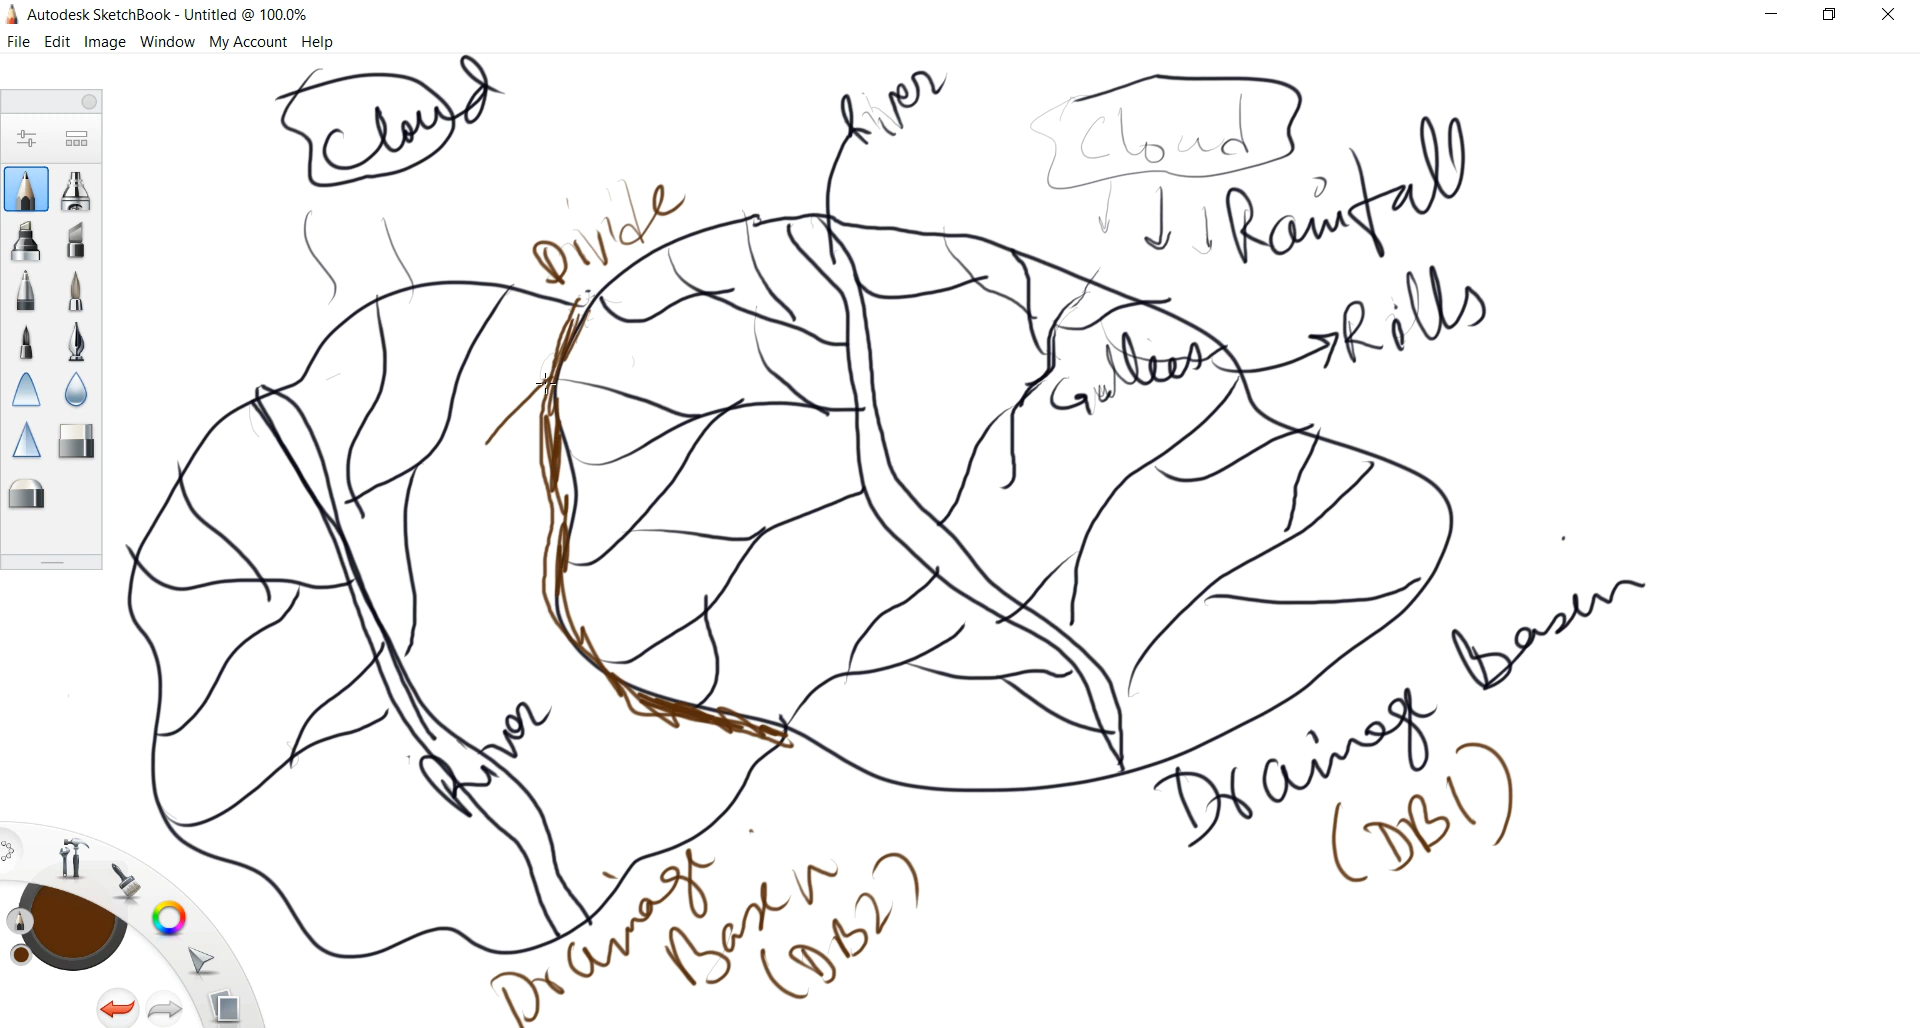 Autodesk SketchBook - Untitled @ 100.0%
File Edit Image Window My Account Help
Cloud
River
Cloud
Rainfall
Divide
Rills
Gullies
River
Drainage Basin
(DB1)
Drainage
Basin
(DB2)